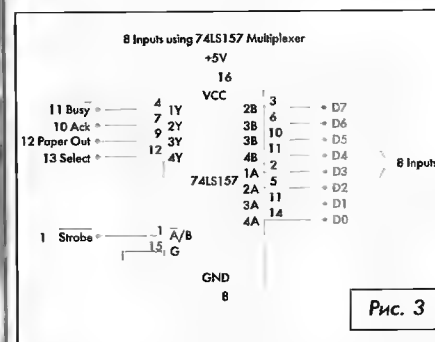 8 Inputs using 74LS157 Multiplexer
+5V
16
VCC
11 Busy 4 1Y
10 Ack 7 2Y
12 Paper Out 9 3Y
13 Select 12 4Y
2B 3 D7
3B 6 D6
3B 10 D5
4B 11 D4
1A 2 D3
2A 5 D2
3A 11 D1
4A 14 D0
74LS157
8 Inputs
1 Strobe 1 A/B
15 G
GND
8
Рис. 3